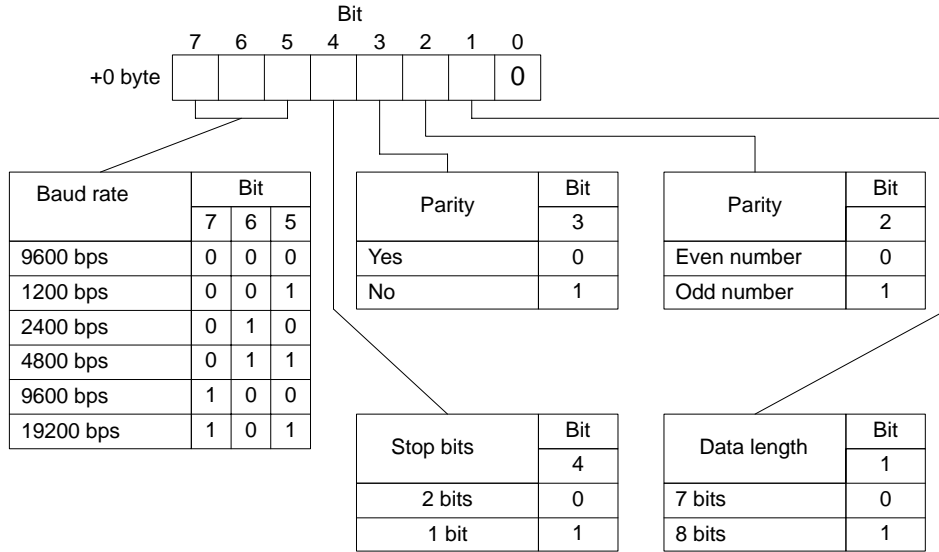 Bit
7 6 5 4 3 2 1 0
+0 byte 0
Baud rate Bit
7 6 5
9600 bps 0 0 0
1200 bps 0 0 1
2400 bps 0 1 0
4800 bps 0 1 1
9600 bps 1 0 0
19200 bps 1 0 1
Parity Bit
3
Yes 0
No 1
Parity Bit
2
Even number 0
Odd number 1
Stop bits Bit
4
2 bits 0
1 bit 1
Data length Bit
1
7 bits 0
8 bits 1